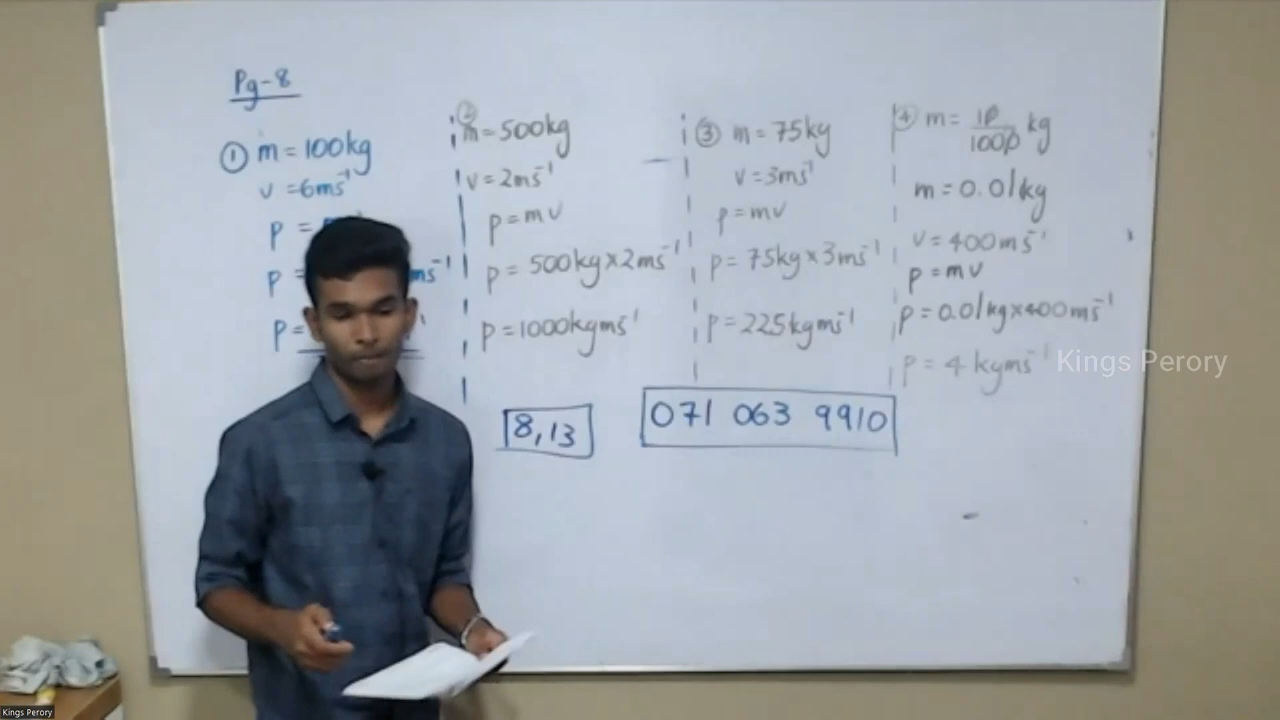 Pg-8
① m = 100kg
v = 6ms⁻¹
p =
p = ms⁻¹
p =
② m = 500kg
v = 2ms⁻¹
p = mv
p = 500kg×2ms⁻¹
p = 1000kgms⁻¹
③ m = 75kg
v = 3ms⁻¹
p = mv
p = 75kg×3ms⁻¹
p = 225kgms⁻¹
④ m = 10/1000 kg
m = 0.01kg
v = 400ms⁻¹
p = mv
p = 0.01kg×400ms⁻¹
p = 4 kgms⁻¹
8,13
071 063 9910
Kings Perory
Kings Perory